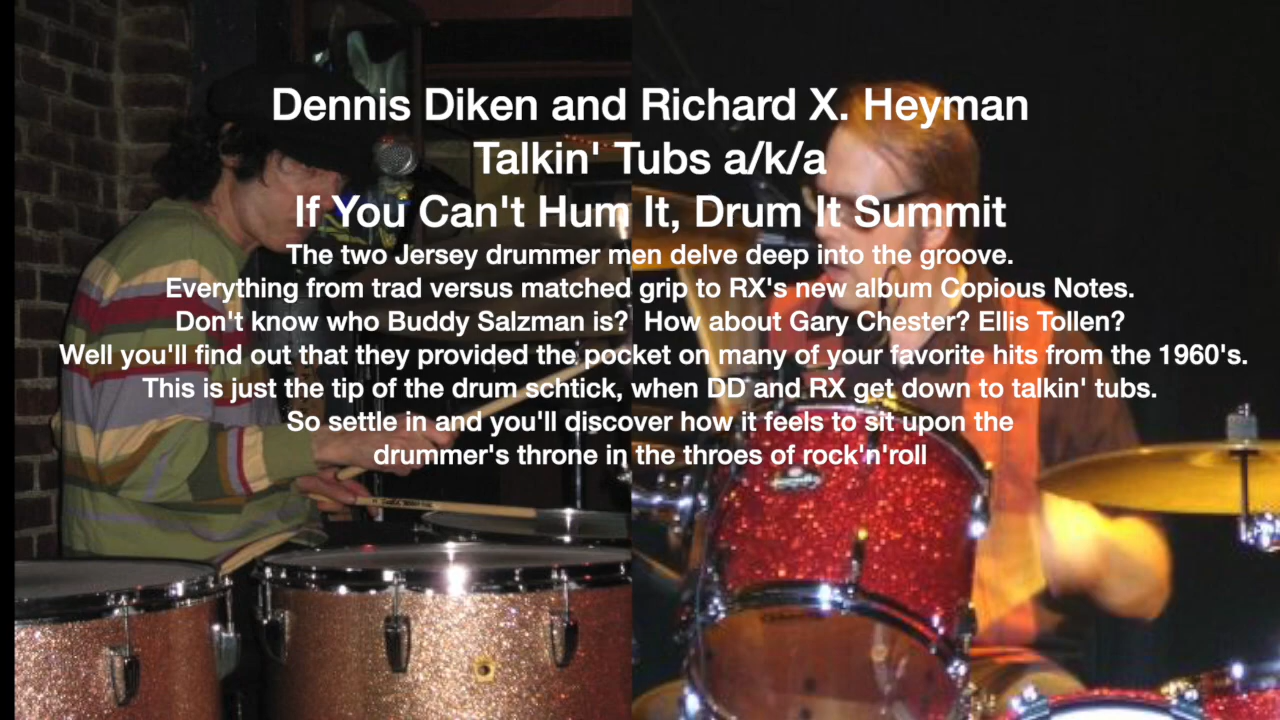 Dennis Diken and Richard X. Heyman
Talkin' Tubs a/k/a
If You Can't Hum It, Drum It Summit
The two Jersey drummer men delve deep into the groove.
Everything from trad versus matched grip to RX's new album Copious Notes.
Don't know who Buddy Salzman is?  How about Gary Chester? Ellis Tollen?
Well you'll find out that they provided the pocket on many of your favorite hits from the 1960's.
This is just the tip of the drum schtick, when DD and RX get down to talkin' tubs.
So settle in and you'll discover how it feels to sit upon the
drummer's throne in the throes of rock'n'roll